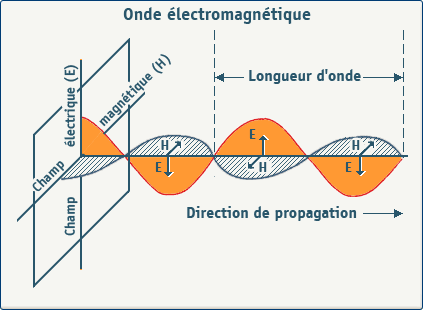 Onde électromagnétique
Champ électrique (E)
Champ magnétique (H)
Longueur d'onde
H
E
E
H
H
E
Direction de propagation